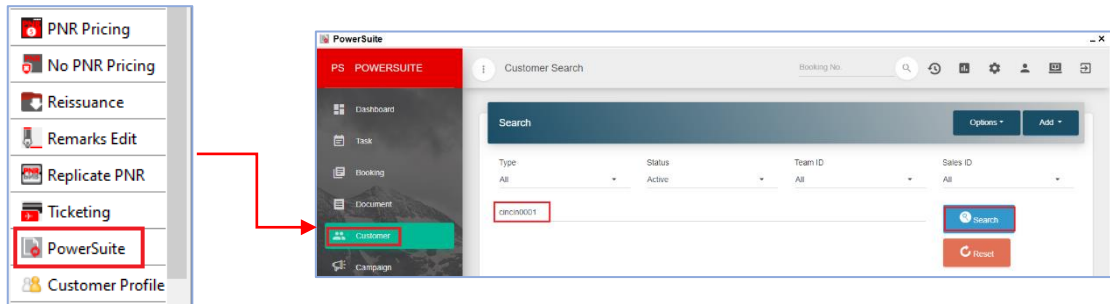 PNR Pricing
No PNR Pricing
Reissuance
Remarks Edit
Replicate PNR
Ticketing
PowerSuite
Customer Profile
PowerSuite
PS POWERSUITE
Customer Search
Booking No.
Dashboard
Task
Booking
Document
Customer
Campaign
Search
Options
Add
Type
Status
Team ID
Sales ID
All
Active
All
All
cincin0001
Search
Reset